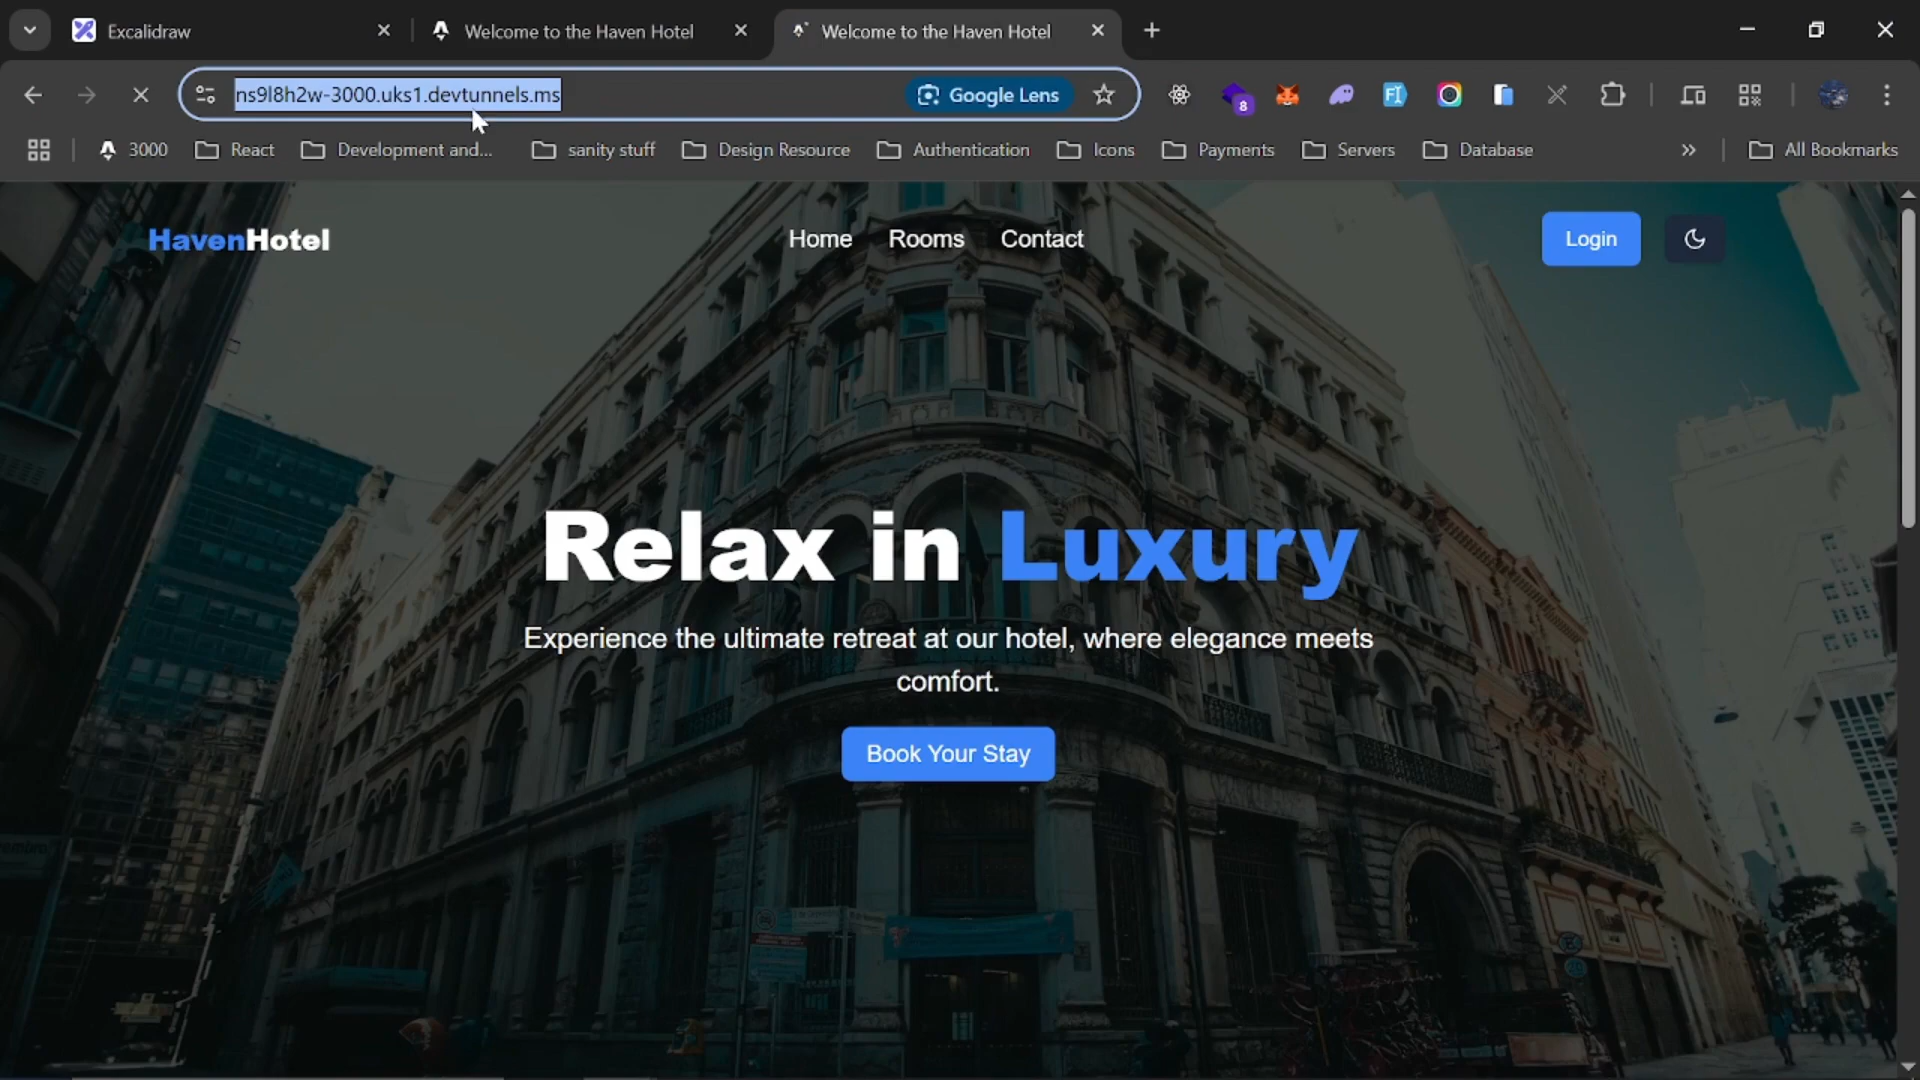 Excalidraw
Welcome to the Haven Hotel
Welcome to the Haven Hotel
ns9l8h2w-3000.uks1.devtunnels.ms
Google Lens
8
FI
3000
React
Development and...
sanity stuff
Design Resource
Authentication
Icons
Payments
Servers
Database
»
All Bookmarks
HavenHotel
Home
Rooms
Contact
Login
Relax in Luxury
Experience the ultimate retreat at our hotel, where elegance meets
comfort.
Book Your Stay